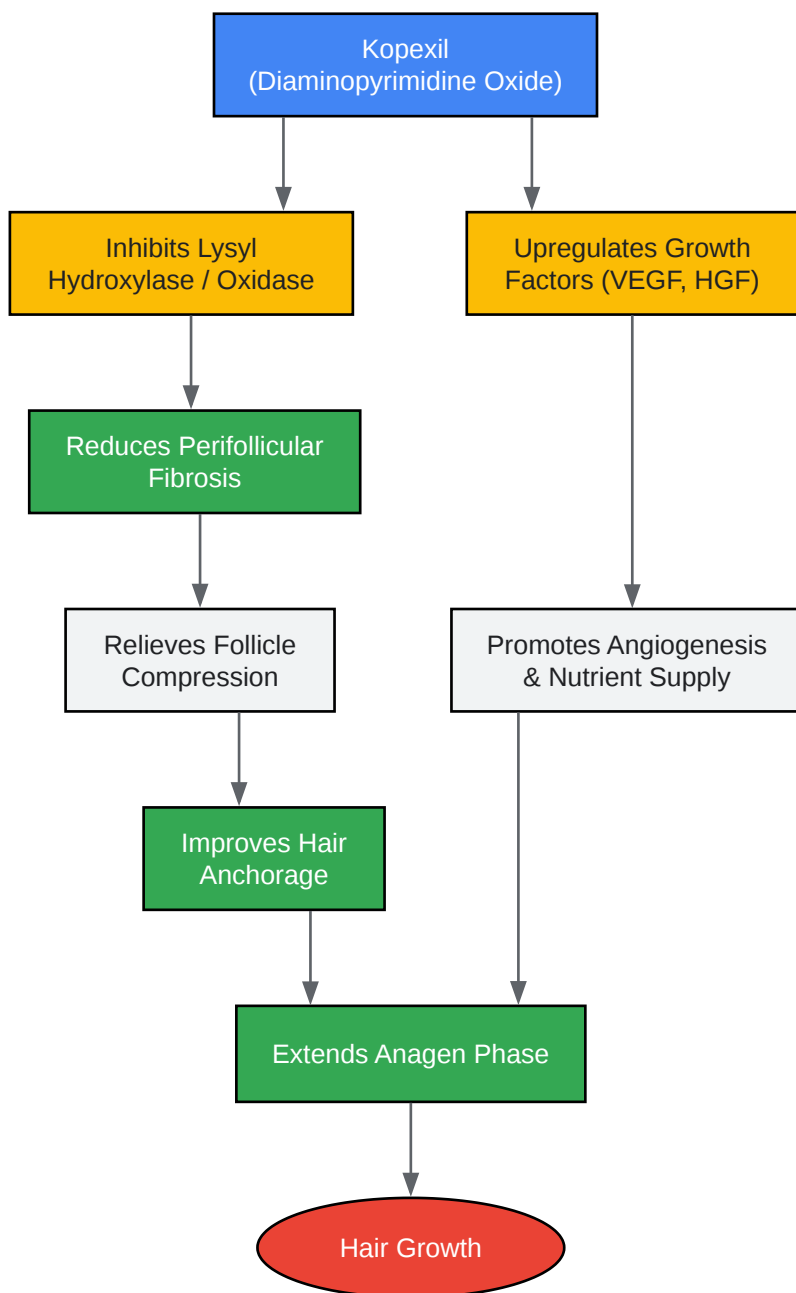 Kopexil
(Diaminopyrimidine Oxide)
Inhibits Lysyl
Hydroxylase / Oxidase
Upregulates Growth
Factors (VEGF, HGF)
Reduces Perifollicular
Fibrosis
Relieves Follicle
Compression
Promotes Angiogenesis
& Nutrient Supply
Improves Hair
Anchorage
Extends Anagen Phase
Hair Growth